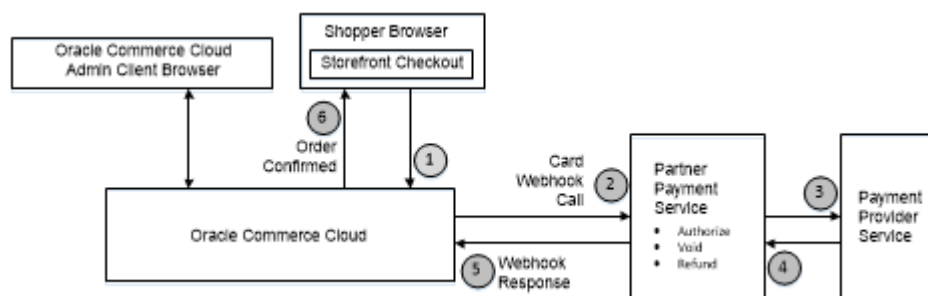 Oracle Commerce Cloud
Admin Client Browser
Shopper Browser
Storefront Checkout
6
Order
Confirmed
1
Card
Webhook
Call
2
Partner
Payment
Service
• Authorize
• Void
• Refund
3
Payment
Provider
Service
Oracle Commerce Cloud
5
Webhook
Response
4